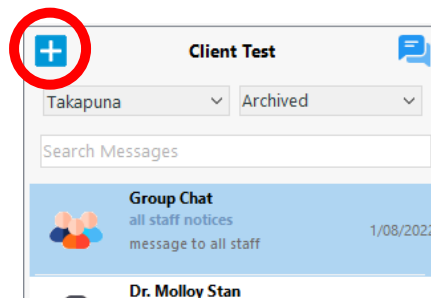 Client Test
Takapuna Archived
Search Messages
Group Chat
all staff notices
message to all staff 1/08/2022
Dr. Molloy Stan